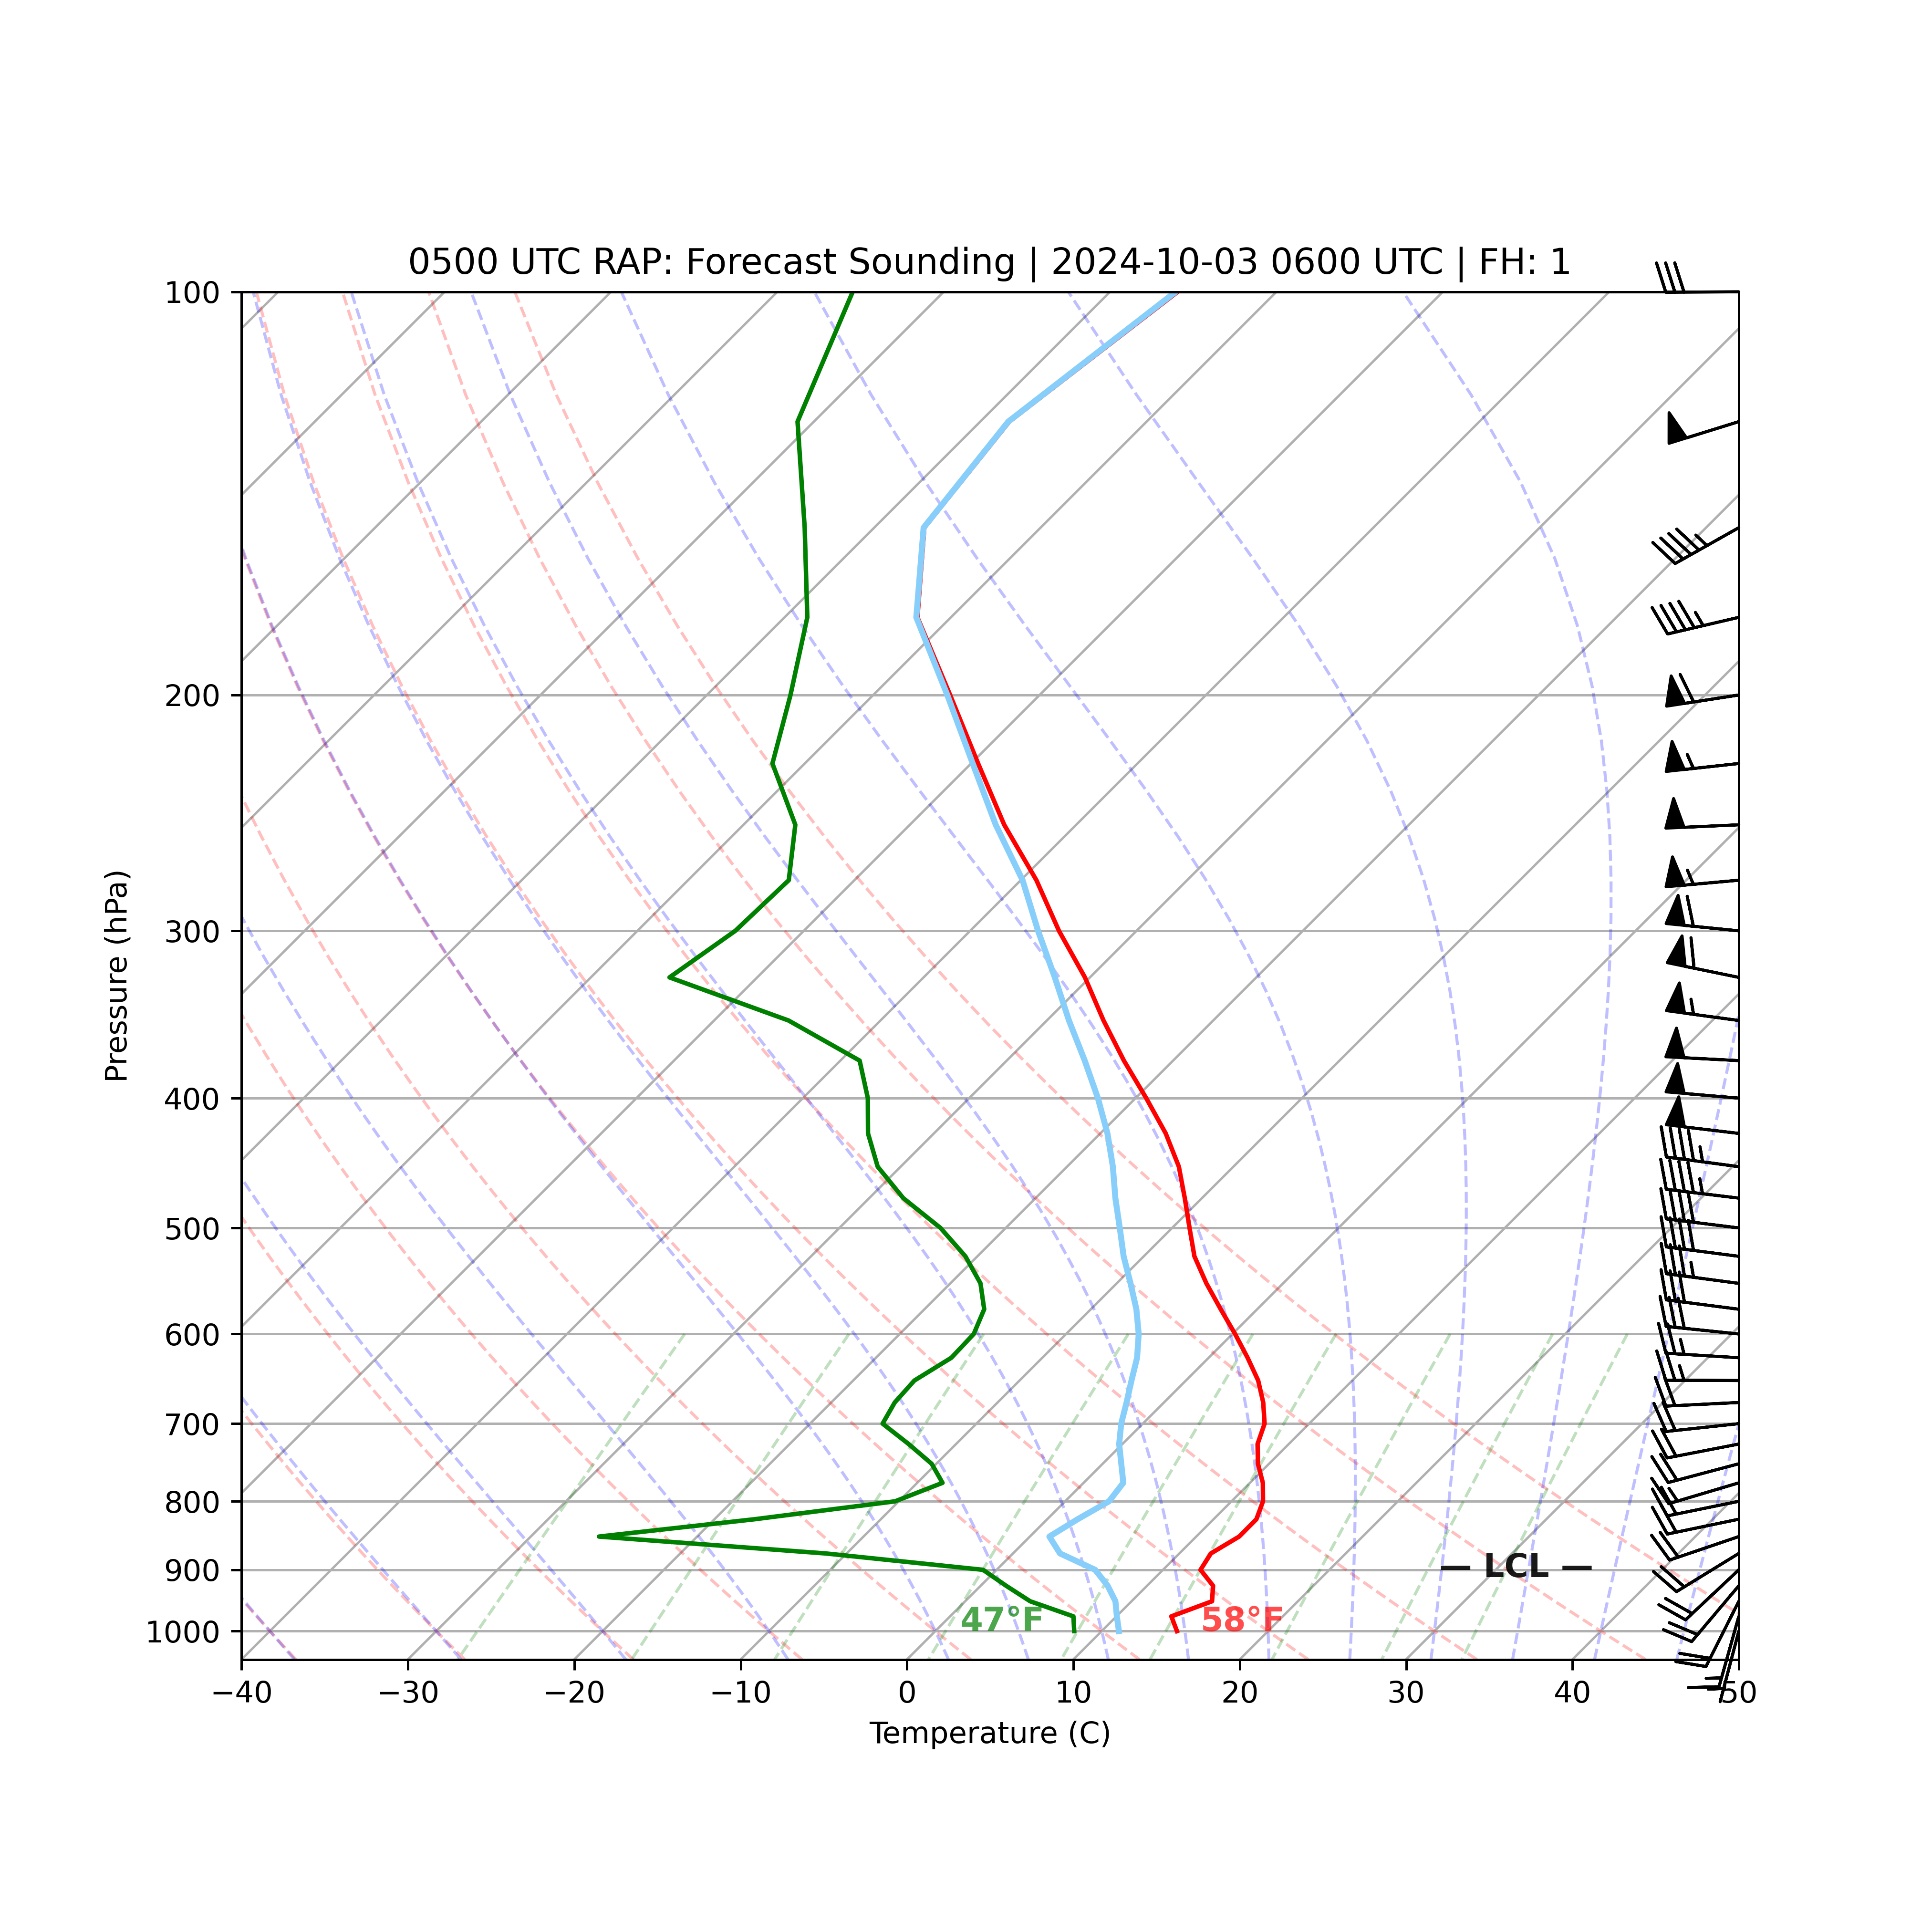 0500 UTC RAP: Forecast Sounding | 2024-10-03 0600 UTC | FH: 1
100
200
300
400
500
600
700
800
900
1000
Pressure (hPa)
— LCL —
47°F 58°F
−40 −30 −20 −10 0 10 20 30 40 50
Temperature (C)